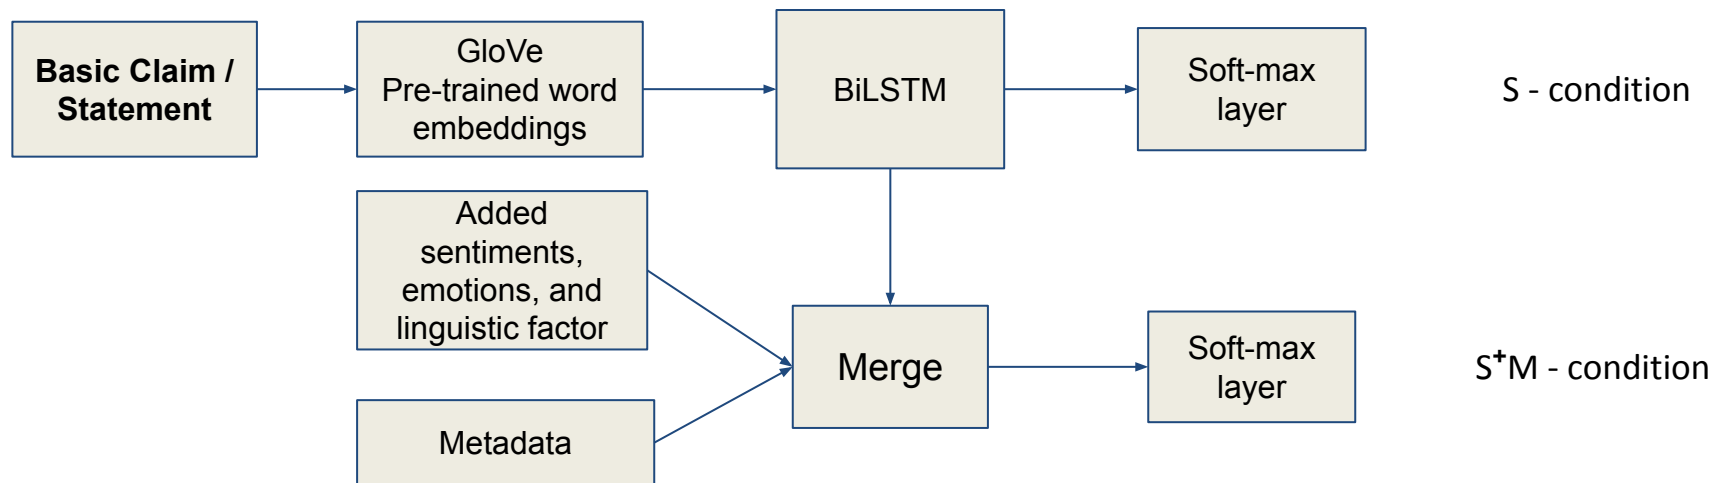 Basic Claim /
Statement
GloVe
Pre-trained word
embeddings
BiLSTM
Soft-max
layer
S - condition
Added
sentiments,
emotions, and
linguistic factor
Metadata
Merge
Soft-max
layer
S⁺M - condition